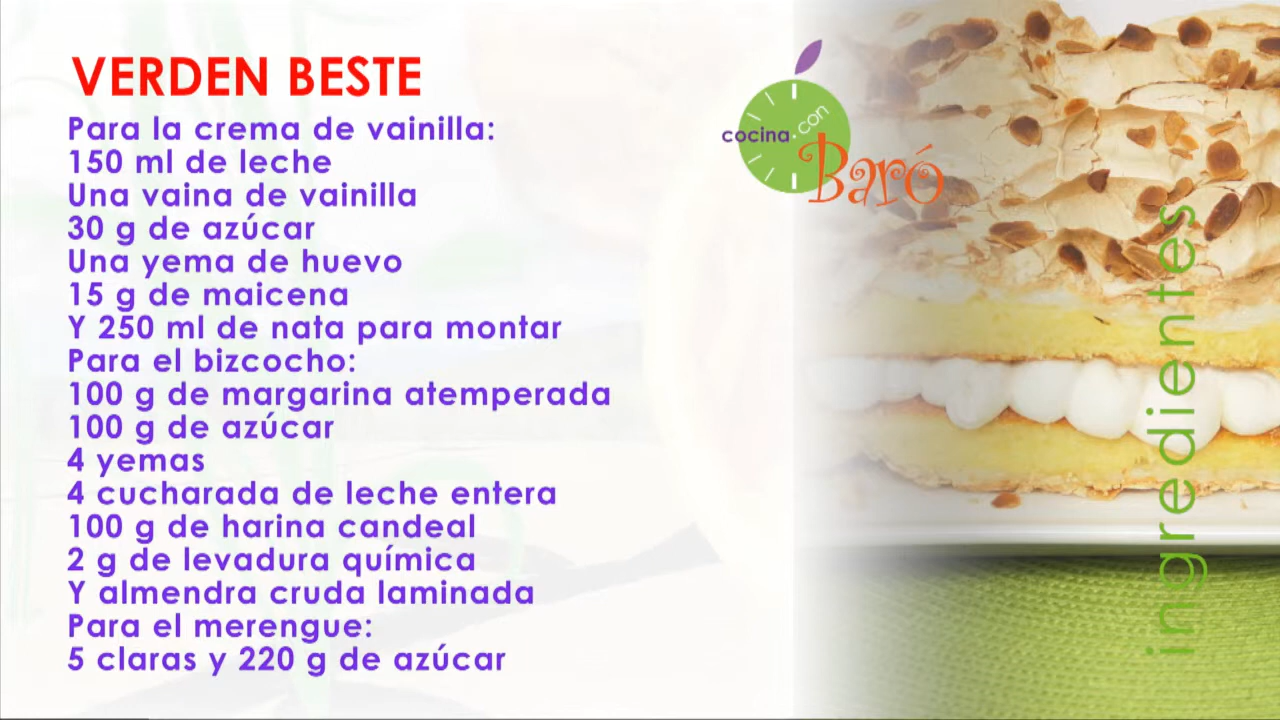 VERDEN BESTE
Para la crema de vainilla:
150 ml de leche
Una vaina de vainilla
30 g de azúcar
Una yema de huevo
15 g de maicena
Y 250 ml de nata para montar
Para el bizcocho:
100 g de margarina atemperada
100 g de azúcar
4 yemas
4 cucharada de leche entera
100 g de harina candeal
2 g de levadura química
Y almendra cruda laminada
Para el merengue:
5 claras y 220 g de azúcar
cocina con
Baró
ingredientes